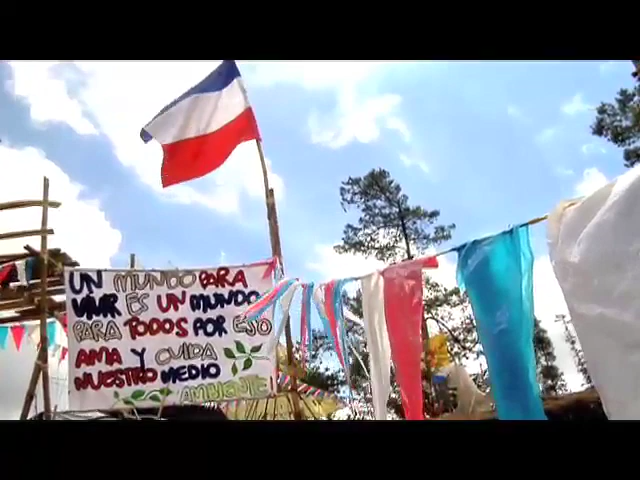 UN MUNDO PARA
VIVIR ES UN MUNDO
PARA TODOS POR ESO
AMA Y CUIDA
NUESTRO MEDIO
AMBIENTE